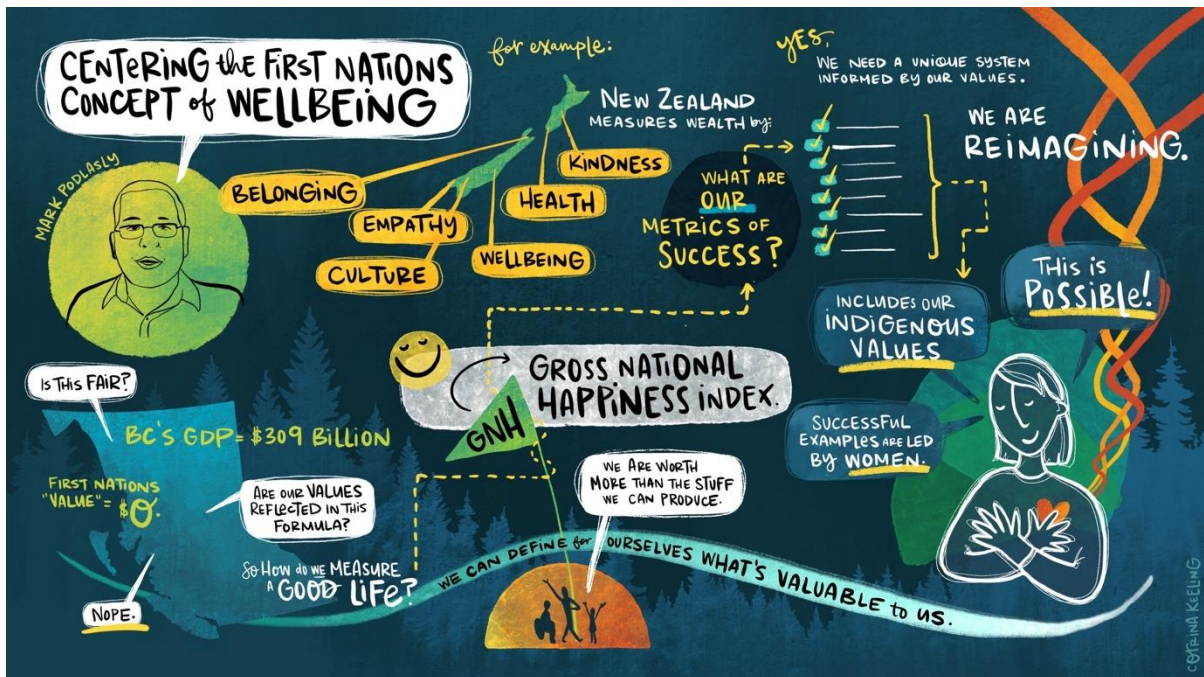 CENTERING the FIRST NATIONS
CONCEPT of WELLBEING
MARK PODLASLY
for example:
NEW ZEALAND
MEASURES WEALTH by:
BELONGING
EMPATHY
CULTURE
WELLBEING
HEALTH
KINDNESS
WHAT ARE
OUR
METRICS OF
SUCCESS?
YES,
WE NEED A UNIQUE SYSTEM
INFORMED BY OUR VALUES.
WE ARE
REIMAGINING.
THIS IS
POSSIBLE!
INCLUDES OUR
INDIGENOUS
VALUES
SUCCESSFUL
EXAMPLES ARE LED
BY WOMEN.
IS THIS FAIR?
BC'S GDP = $309 BILLION
FIRST NATIONS
"VALUE" = $0.
ARE OUR VALUES
REFLECTED IN THIS
FORMULA?
NOPE.
SO HOW do WE MEASURE
A GOOD LIFE?
GROSS NATIONAL
HAPPINESS INDEX.
GNH
WE ARE WORTH
MORE THAN THE STUFF
WE CAN PRODUCE.
WE CAN DEFINE for OURSELVES WHAT'S VALUABLE to US.
COTRINA KEELING